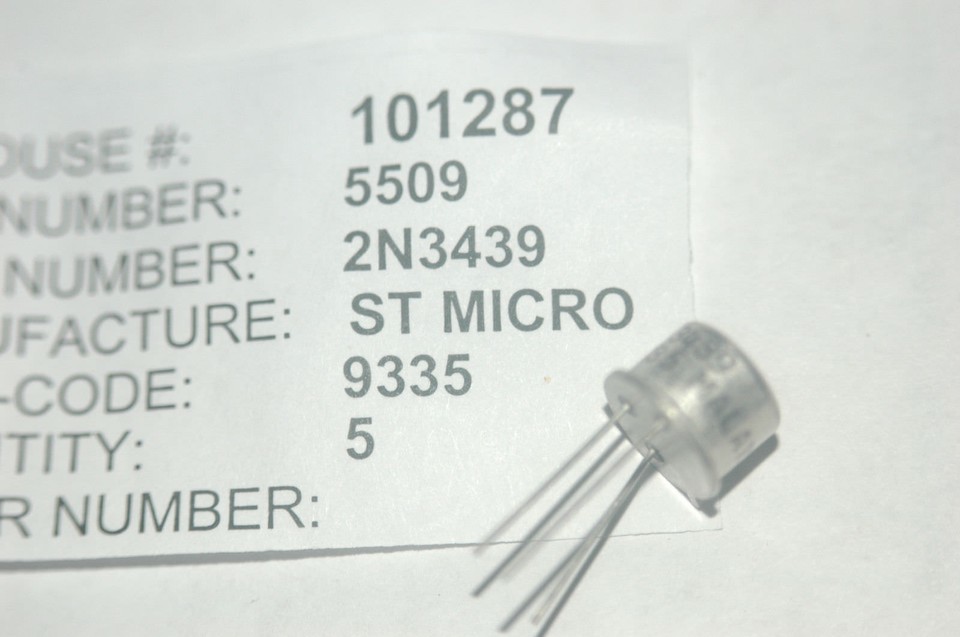 OUSE #: 101287
NUMBER: 5509
NUMBER: 2N3439
UFACTURE: ST MICRO
-CODE: 9335
TITY: 5
R NUMBER: